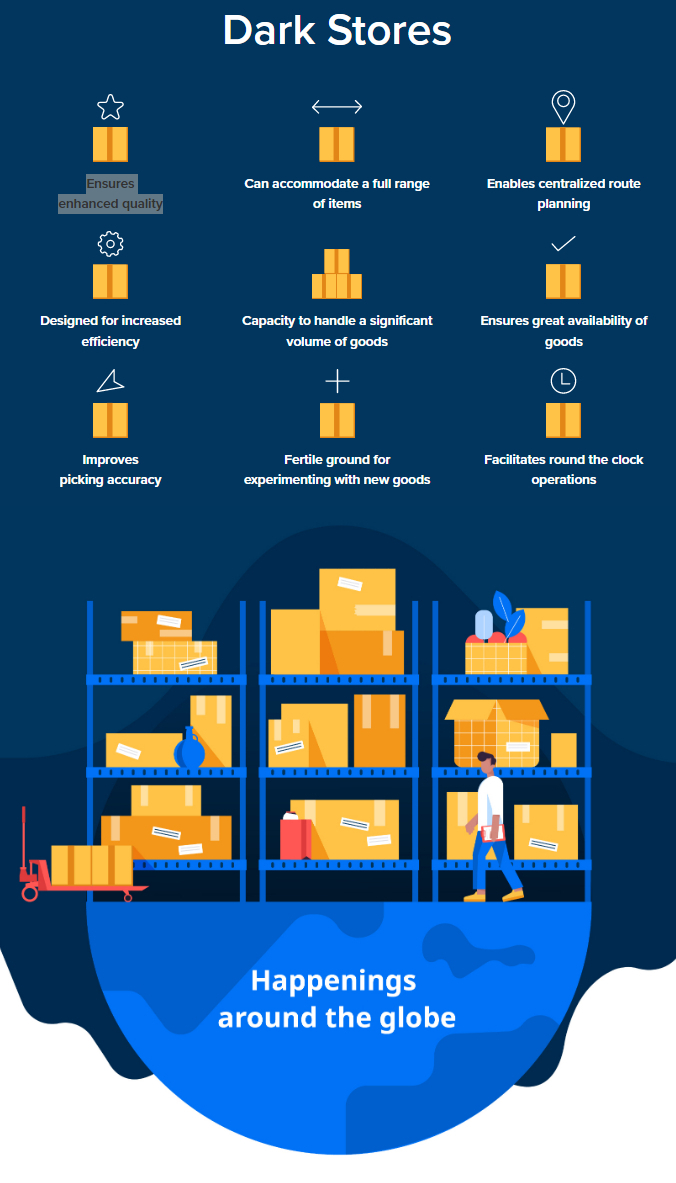 Dark Stores
Ensures
enhanced quality
Can accommodate a full range
of items
Enables centralized route
planning
Designed for increased
efficiency
Capacity to handle a significant
volume of goods
Ensures great availability of
goods
Improves
picking accuracy
Fertile ground for
experimenting with new goods
Facilitates round the clock
operations
Happenings
around the globe